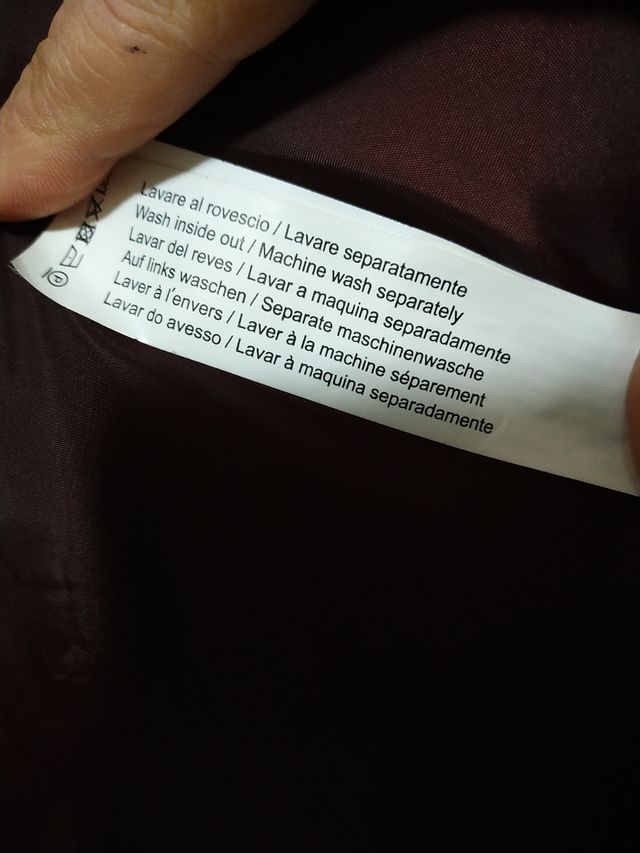 Lavare al rovescio / Lavare separatamente
Wash inside out / Machine wash separately
Lavar del reves / Lavar a maquina separadamente
Auf links waschen / Separate maschinenwasche
Laver à l´envers / Laver à la machine séparement
Lavar do avesso / Lavar à maquina separadamente